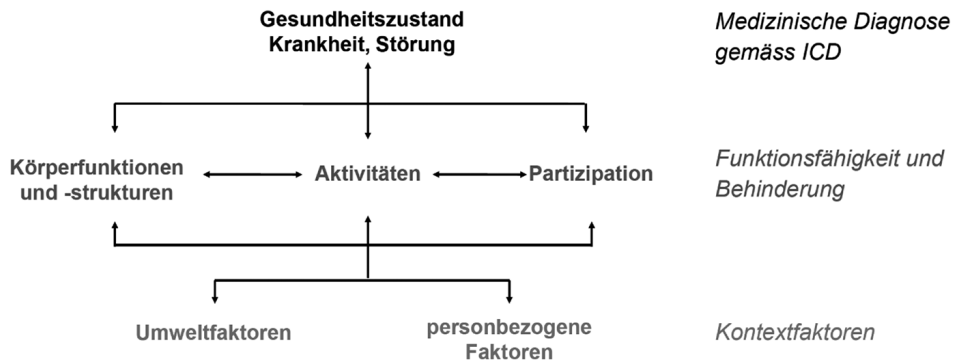 Gesundheitszustand
Krankheit, Störung
Medizinische Diagnose
gemäss ICD
Körperfunktionen
und -strukturen
Aktivitäten
Partizipation
Funktionsfähigkeit und
Behinderung
Umweltfaktoren
personbezogene
Faktoren
Kontextfaktoren